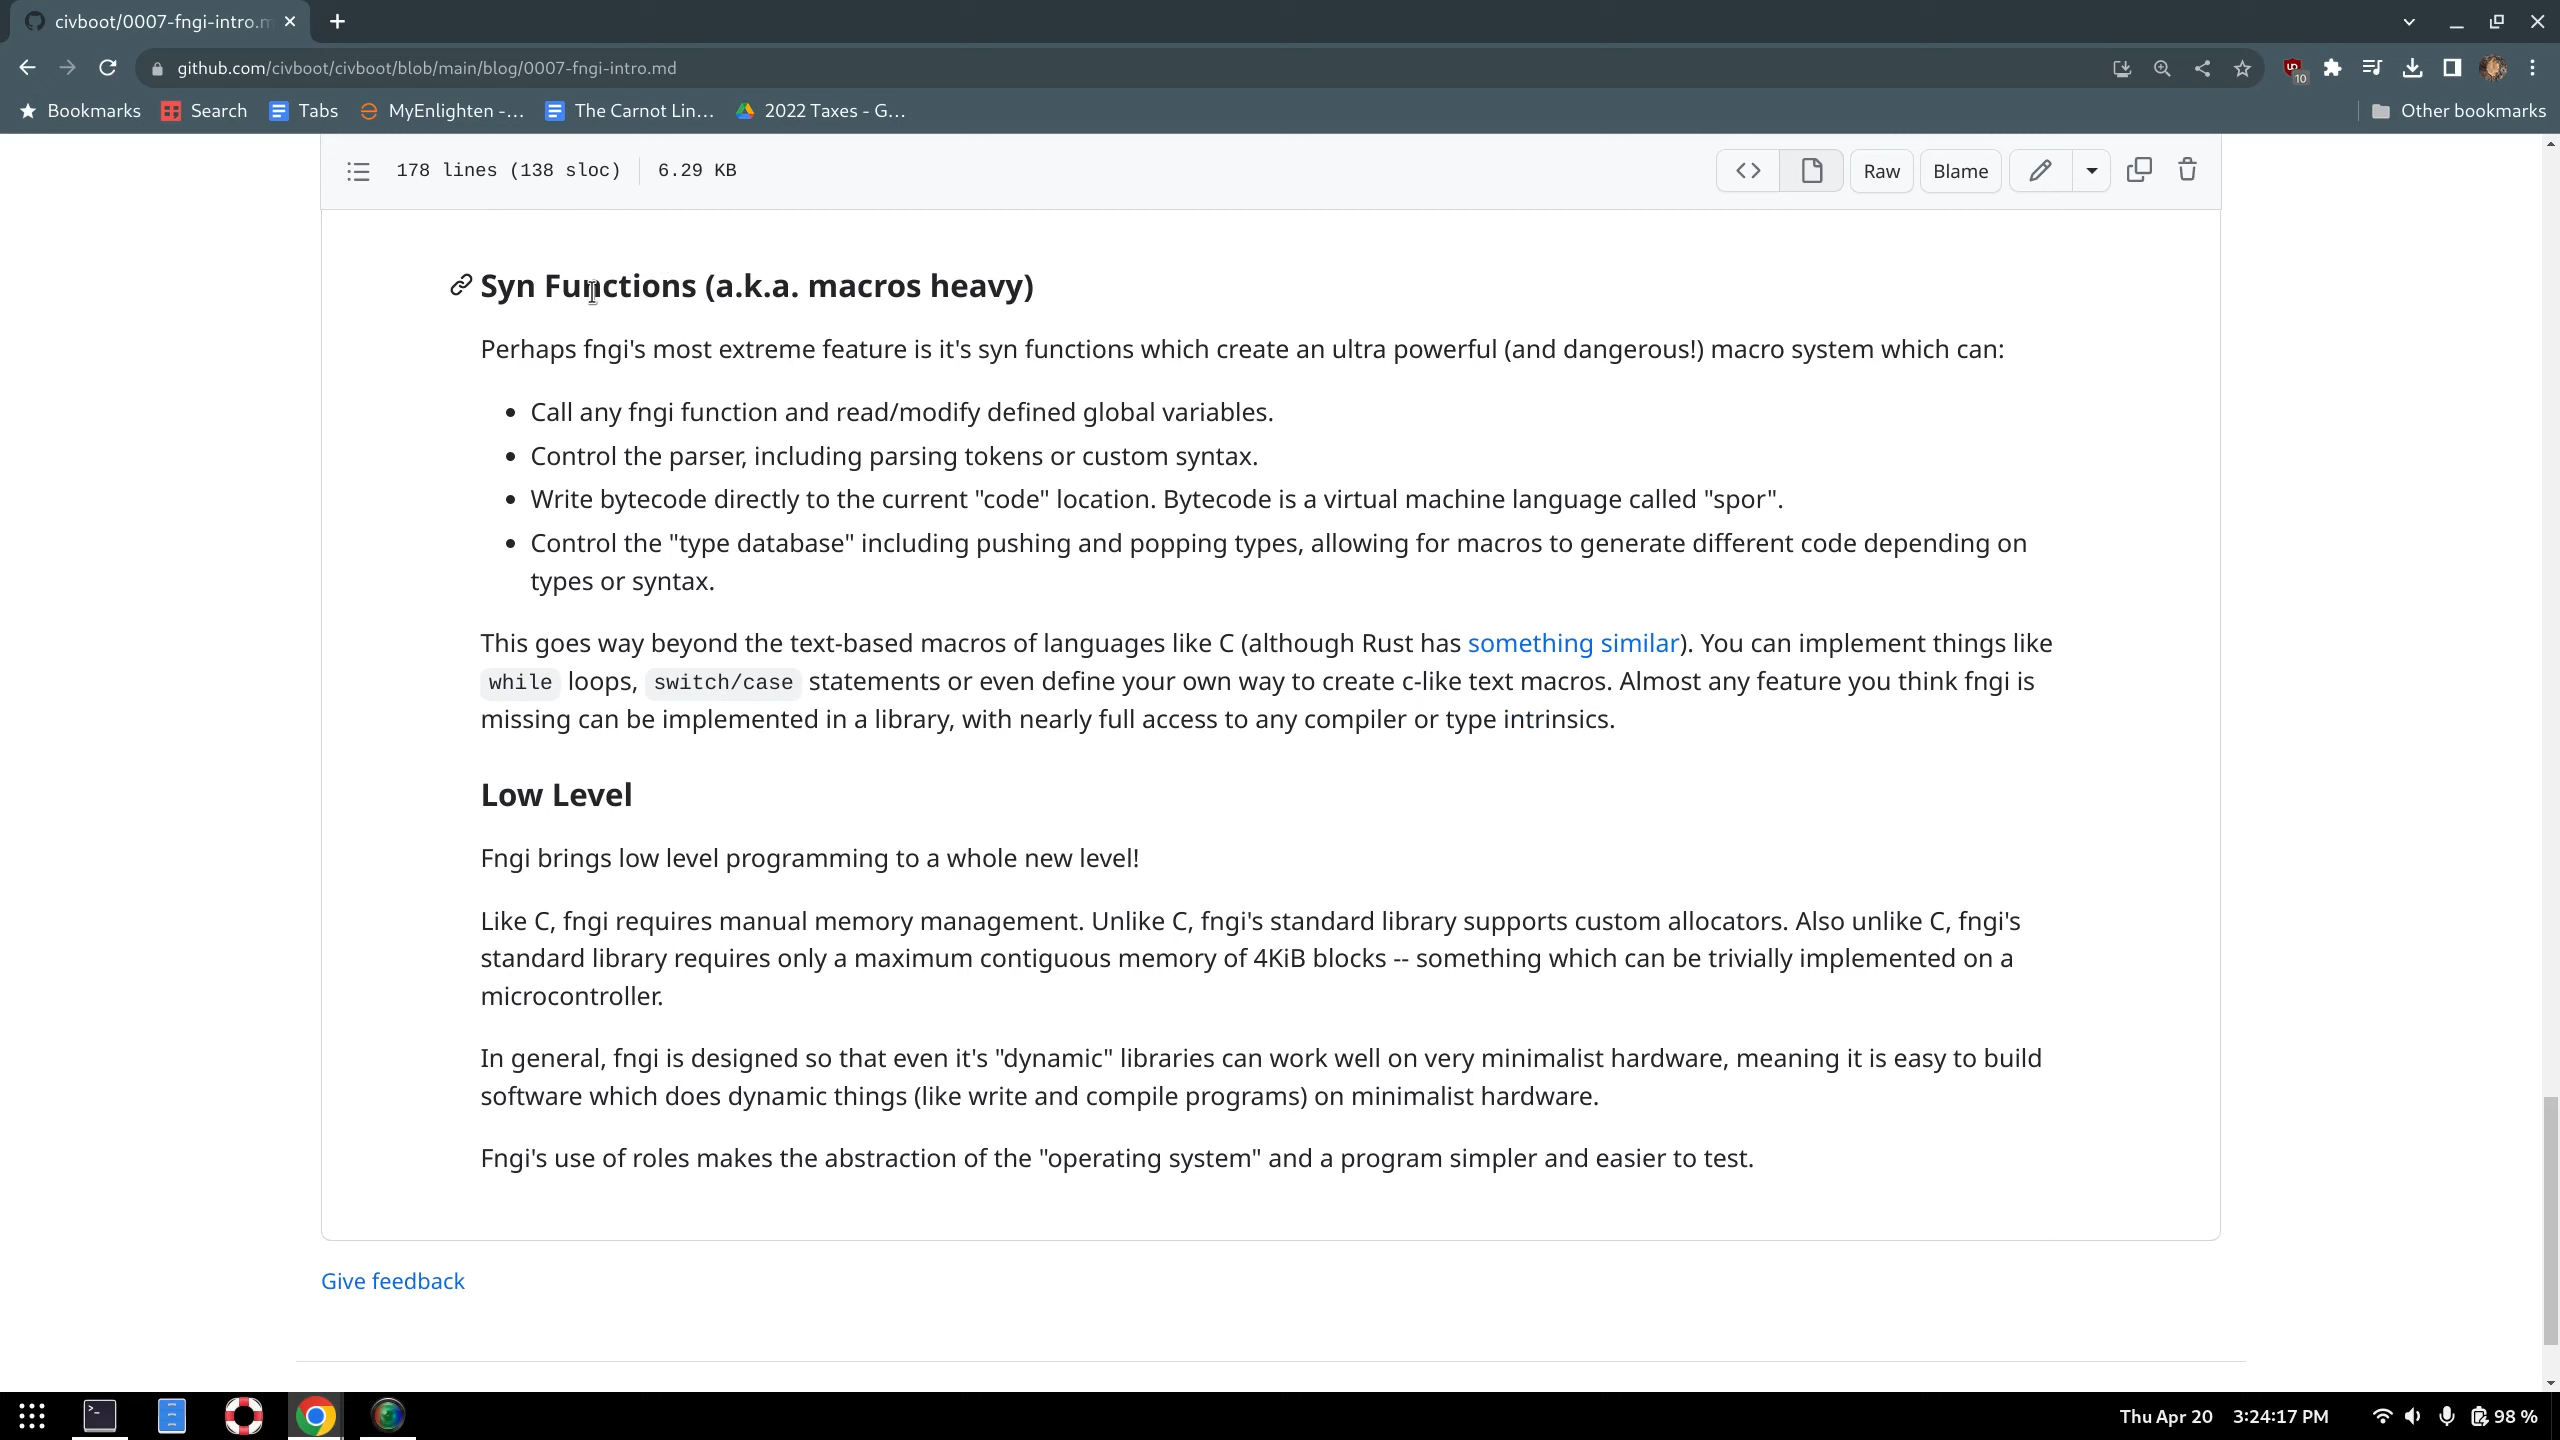 civboot/0007-fngi-intro.m
github.com/civboot/civboot/blob/main/blog/0007-fngi-intro.md
10
Bookmarks Search Tabs MyEnlighten -... The Carnot Lin... 2022 Taxes - G... Other bookmarks
178 lines (138 sloc) 6.29 KB Raw Blame
Syn Functions (a.k.a. macros heavy)
Perhaps fngi's most extreme feature is it's syn functions which create an ultra powerful (and dangerous!) macro system which can:
• Call any fngi function and read/modify defined global variables.
• Control the parser, including parsing tokens or custom syntax.
• Write bytecode directly to the current "code" location. Bytecode is a virtual machine language called "spor".
• Control the "type database" including pushing and popping types, allowing for macros to generate different code depending on
types or syntax.
This goes way beyond the text-based macros of languages like C (although Rust has something similar). You can implement things like
while loops, switch/case statements or even define your own way to create c-like text macros. Almost any feature you think fngi is
missing can be implemented in a library, with nearly full access to any compiler or type intrinsics.
Low Level
Fngi brings low level programming to a whole new level!
Like C, fngi requires manual memory management. Unlike C, fngi's standard library supports custom allocators. Also unlike C, fngi's
standard library requires only a maximum contiguous memory of 4KiB blocks -- something which can be trivially implemented on a
microcontroller.
In general, fngi is designed so that even it's "dynamic" libraries can work well on very minimalist hardware, meaning it is easy to build
software which does dynamic things (like write and compile programs) on minimalist hardware.
Fngi's use of roles makes the abstraction of the "operating system" and a program simpler and easier to test.
Give feedback
Thu Apr 20 3:24:17 PM 98 %